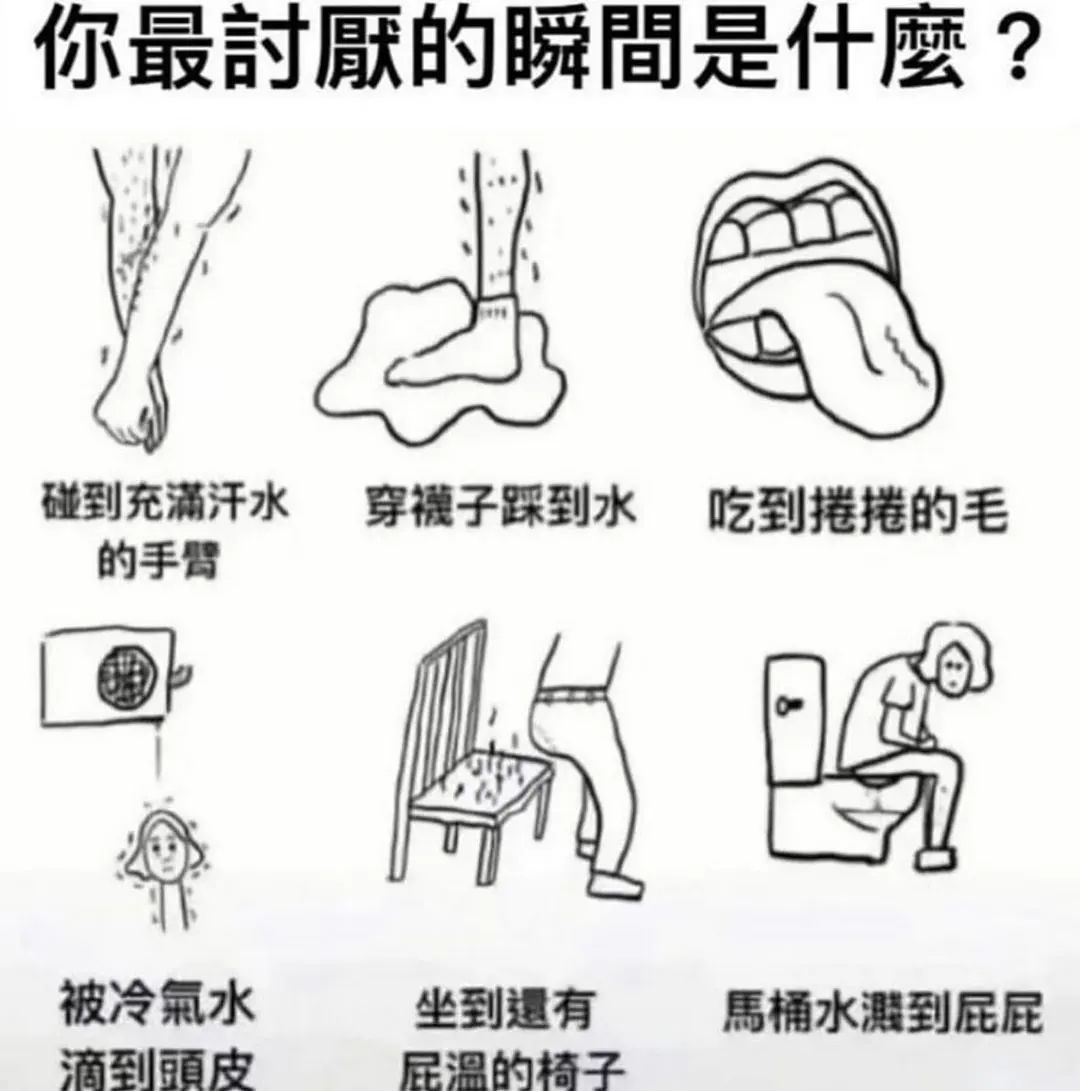 你最討厭的瞬間是什麼？
碰到充滿汗水
的手臂
穿襪子踩到水
吃到捲捲的毛
被冷氣水
滴到頭皮
坐到還有
屁溫的椅子
馬桶水濺到屁屁